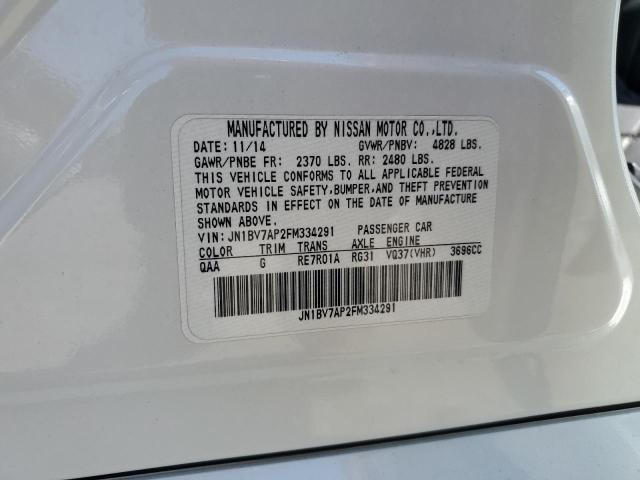 MANUFACTURED BY NISSAN MOTOR CO.,LTD.
DATE: 11/14 GVWR/PNBV: 4828 LBS.
GAWR/PNBE FR: 2370 LBS. RR: 2480 LBS.
THIS VEHICLE CONFORMS TO ALL APPLICABLE FEDERAL
MOTOR VEHICLE SAFETY,BUMPER,AND THEFT PREVENTION
STANDARDS IN EFFECT ON THE DATE OF MANUFACTURE
SHOWN ABOVE.
VIN: JN1BV7AP2FM334291 PASSENGER CAR
COLOR TRIM TRANS AXLE ENGINE
QAA G RE7R01A RG31 VQ37(VHR) 3696CC
JN1BV7AP2FM334291